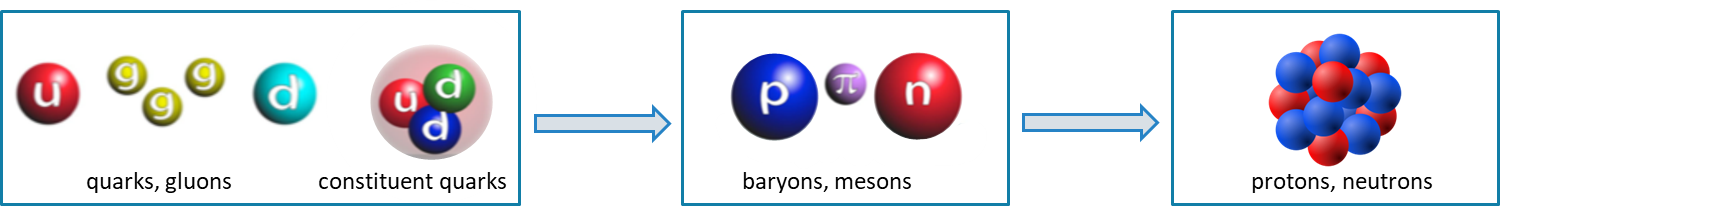 u g g g d u d d
quarks, gluons constituent quarks
p π n
baryons, mesons
protons, neutrons